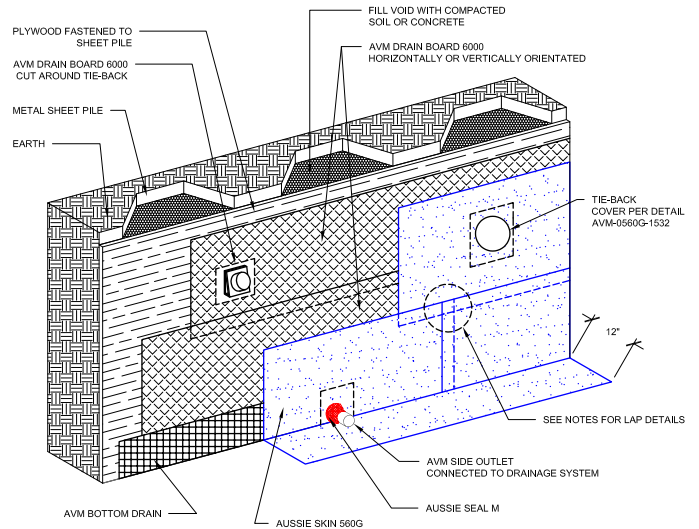 FILL VOID WITH COMPACTED
SOIL OR CONCRETE
PLYWOOD FASTENED TO
SHEET PILE
AVM DRAIN BOARD 6000
HORIZONTALLY OR VERTICALLY ORIENTATED
AVM DRAIN BOARD 6000
CUT AROUND TIE-BACK
METAL SHEET PILE
EARTH
TIE-BACK
COVER PER DETAIL
AVM-0560G-1532
12"
SEE NOTES FOR LAP DETAILS
AVM SIDE OUTLET
CONNECTED TO DRAINAGE SYSTEM
AUSSIE SEAL M
AVM BOTTOM DRAIN
AUSSIE SKIN 560G